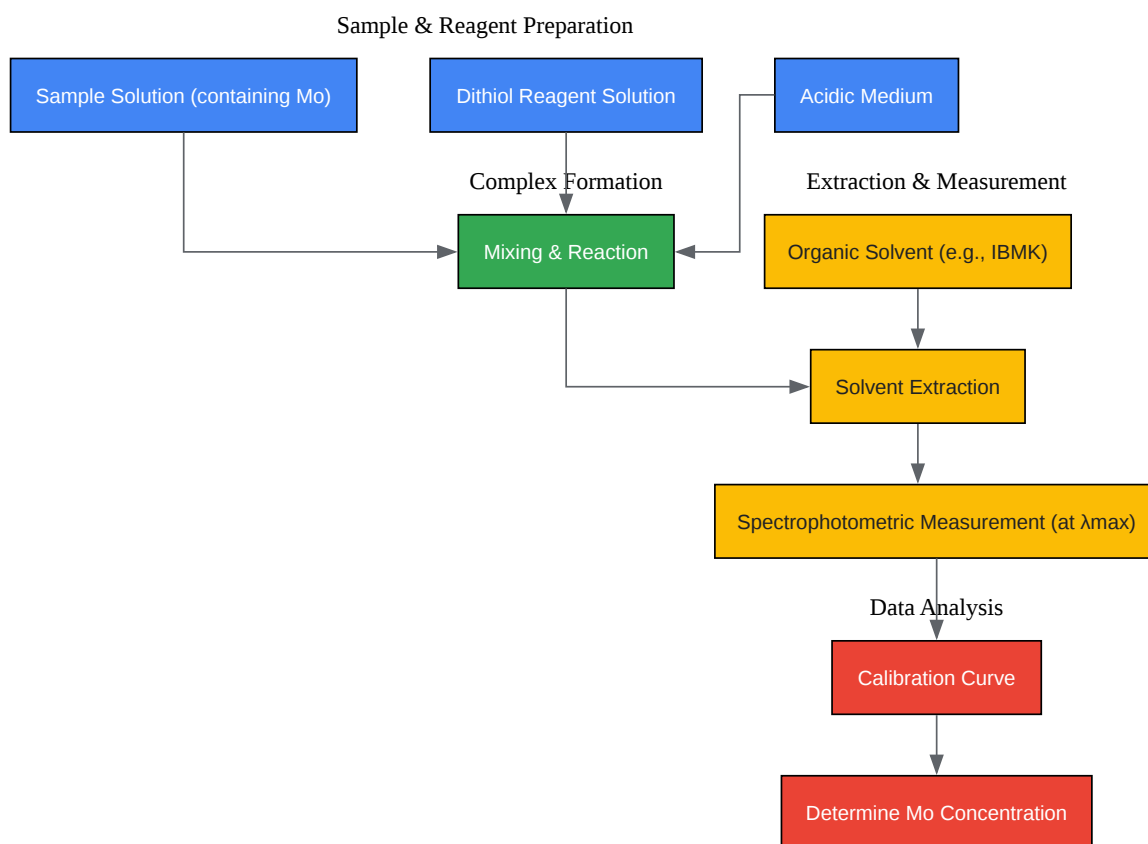 Sample & Reagent Preparation
Sample Solution (containing Mo)
Dithiol Reagent Solution
Acidic Medium
Complex Formation
Extraction & Measurement
Mixing & Reaction
Organic Solvent (e.g., IBMK)
Solvent Extraction
Spectrophotometric Measurement (at λmax)
Data Analysis
Calibration Curve
Determine Mo Concentration